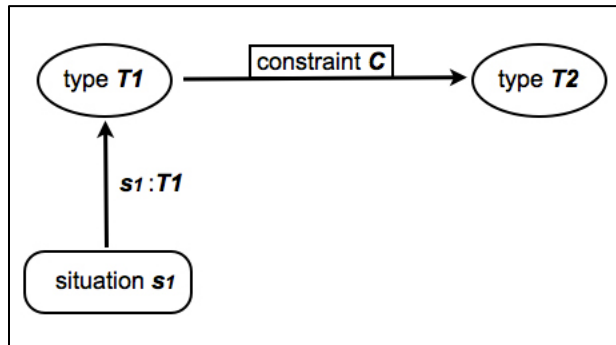 constraint C
type T1
type T2
s1 : T1
situation s1